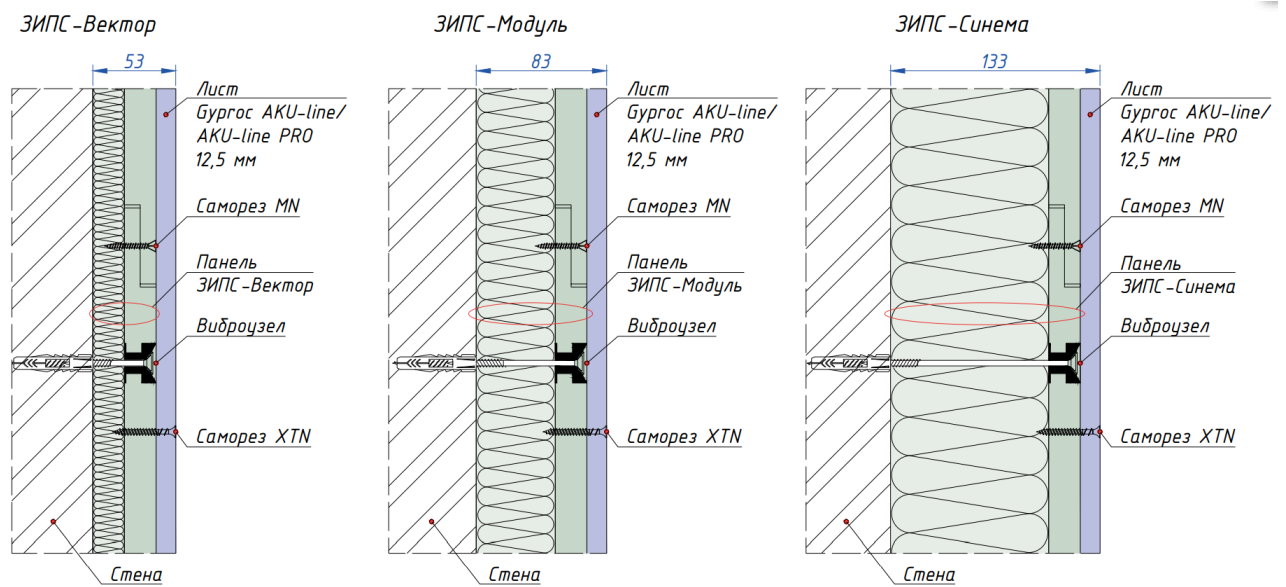 ЗИПС-Вектор
53
Лист
Gyproc AKU-line/
AKU-line PRO
12,5 мм
Саморез MN
Панель
ЗИПС-Вектор
Виброузел
Саморез XTN
Стена
ЗИПС-Модуль
83
Лист
Gyproc AKU-line/
AKU-line PRO
12,5 мм
Саморез MN
Панель
ЗИПС-Модуль
Виброузел
Саморез XTN
Стена
ЗИПС-Синема
133
Лист
Gyproc AKU-line/
AKU-line PRO
12,5 мм
Саморез MN
Панель
ЗИПС-Синема
Виброузел
Саморез XTN
Стена